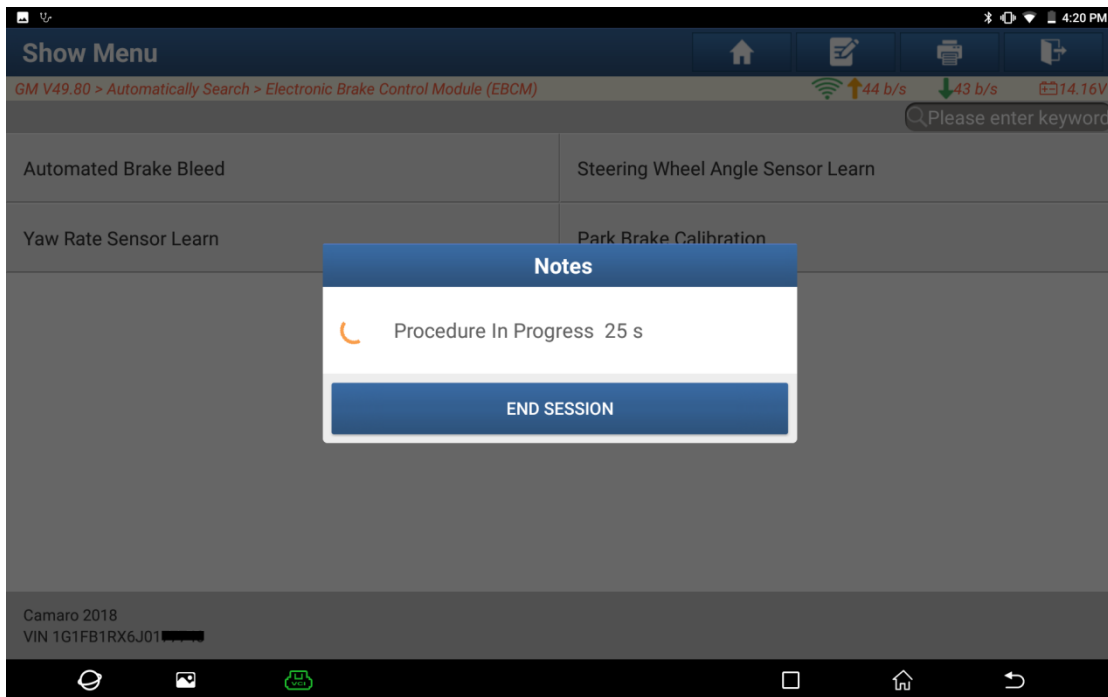 4:20 PM
Show Menu
GM V49.80 > Automatically Search > Electronic Brake Control Module (EBCM)
44 b/s
43 b/s
14.16V
Please enter keyword
Automated Brake Bleed
Steering Wheel Angle Sensor Learn
Yaw Rate Sensor Learn
Park Brake Calibration
Notes
Procedure In Progress 25 s
END SESSION
Camaro 2018
VIN 1G1FB1RX6J01
VCI